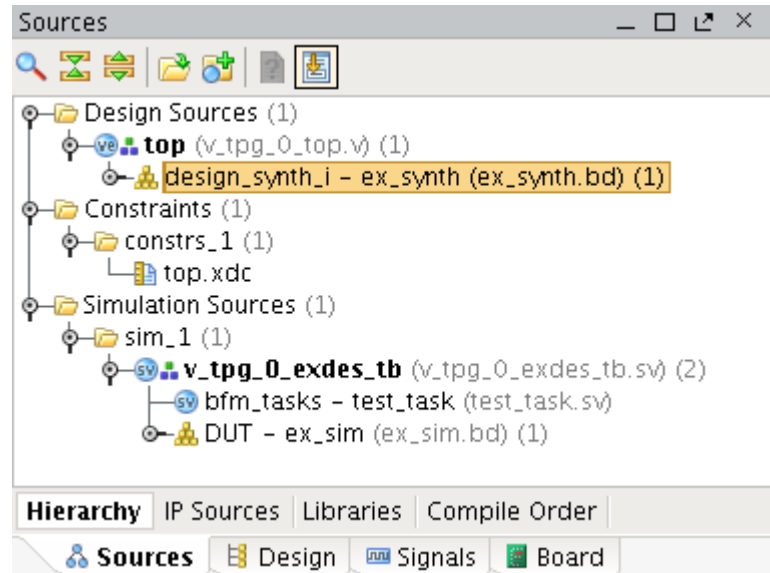 Sources
Design Sources (1)
top (v_tpg_0_top.v) (1)
design_synth_i - ex_synth (ex_synth.bd) (1)
Constraints (1)
constrs_1 (1)
top.xdc
Simulation Sources (1)
sim_1 (1)
v_tpg_0_exdes_tb (v_tpg_0_exdes_tb.sv) (2)
bfm_tasks - test_task (test_task.sv)
DUT - ex_sim (ex_sim.bd) (1)
Hierarchy IP Sources Libraries Compile Order
Sources Design Signals Board